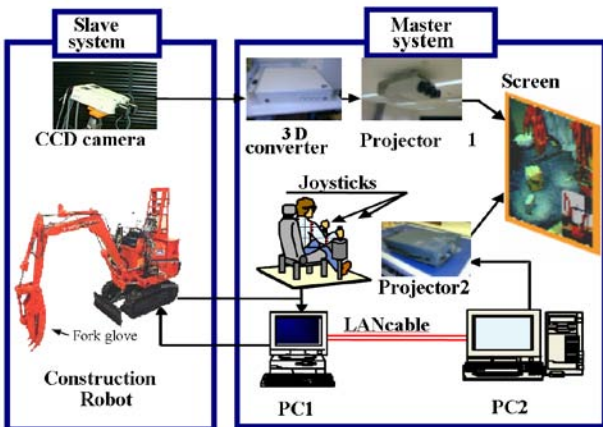 Slave
system
Master
system
Screen
CCD camera
3D
converter
Projector 1
Joysticks
Projector2
Fork glove
LANcable
Construction
Robot
PC1
PC2